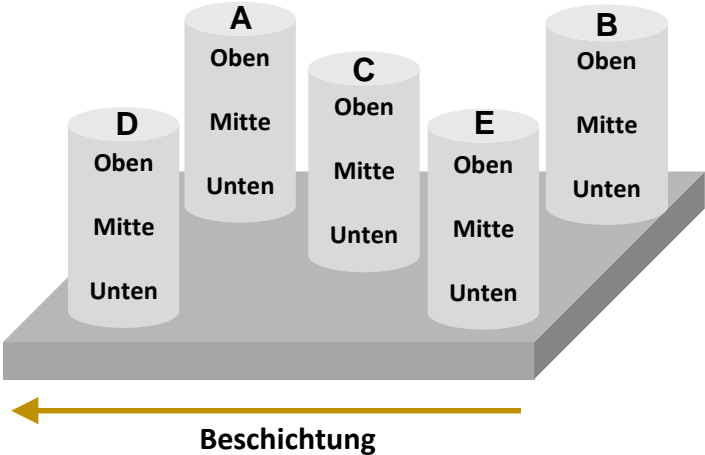 A
Oben
Mitte
Unten
B
Oben
Mitte
Unten
C
Oben
Mitte
Unten
D
Oben
Mitte
Unten
E
Oben
Mitte
Unten
Beschichtung